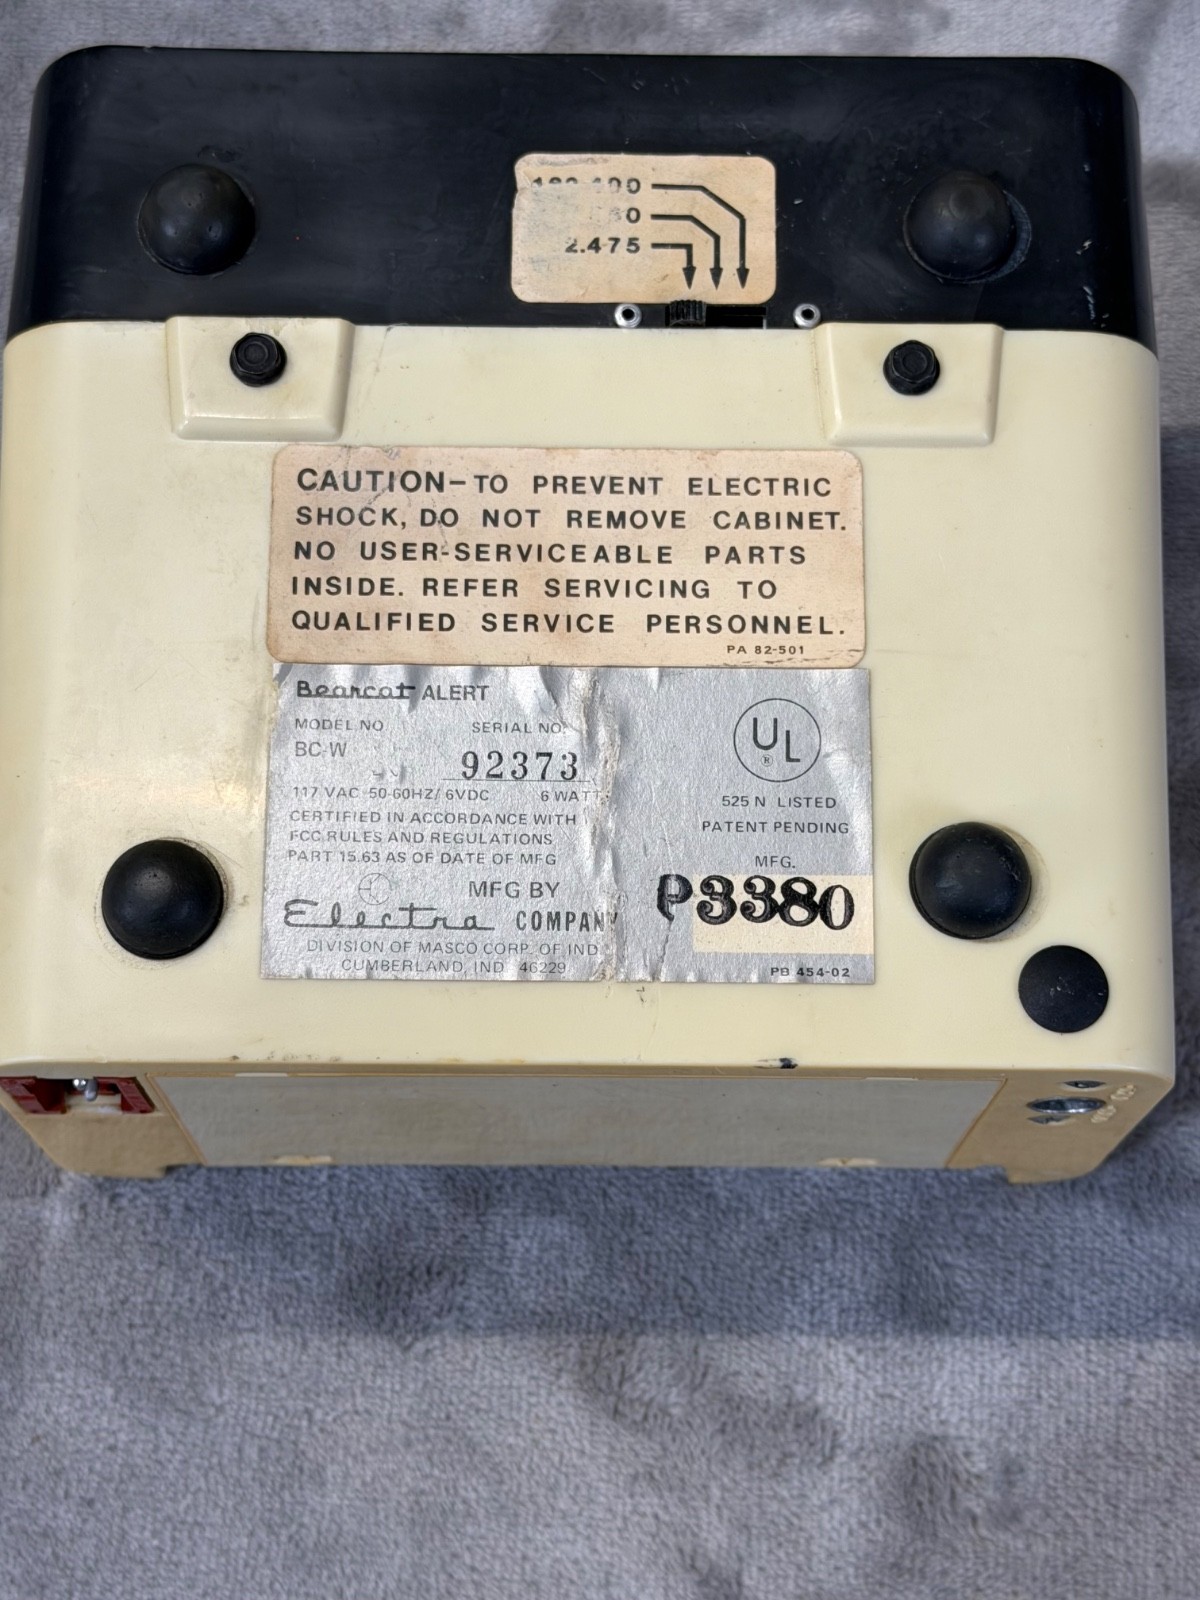 2.475
CAUTION-TO PREVENT ELECTRIC
SHOCK, DO NOT REMOVE CABINET.
NO USER-SERVICEABLE PARTS
INSIDE. REFER SERVICING TO
QUALIFIED SERVICE PERSONNEL.
PA 82-501
Bearcat ALERT
MODEL NO SERIAL NO.
BC-W
92373
117 VAC 50-60HZ/6VDC 6 WATT
CERTIFIED IN ACCORDANCE WITH
FCC RULES AND REGULATIONS
PART 15.63 AS OF DATE OF MFG
MFG BY
Electra COMPANY
DIVISION OF MASCO CORP. OF IND.
CUMBERLAND, IND. 46229
UL
®
525N LISTED
PATENT PENDING
MFG.
P3380
PB 454-02